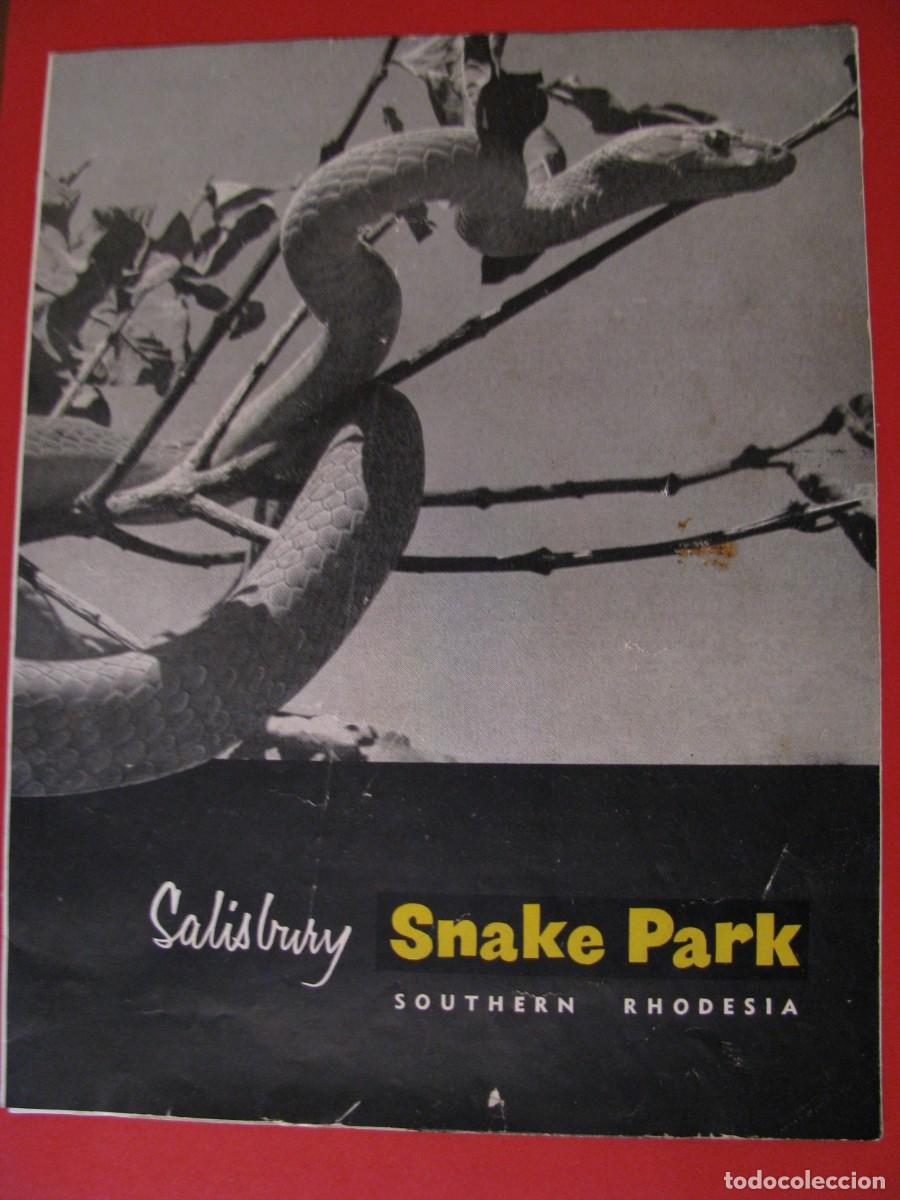 Salisbury Snake Park
SOUTHERN RHODESIA
todocoleccion